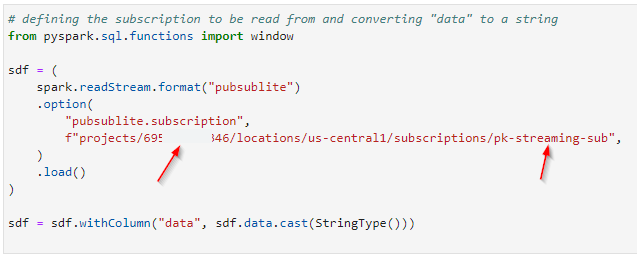 # defining the subscription to be read from and converting "data" to a string
from pyspark.sql.functions import window
sdf = (
    spark.readStream.format("pubsublite")
    .option(
        "pubsublite.subscription",
        f"projects/695 346/locations/us-central1/subscriptions/pk-streaming-sub",
    )
    .load()
)
sdf = sdf.withColumn("data", sdf.data.cast(StringType()))